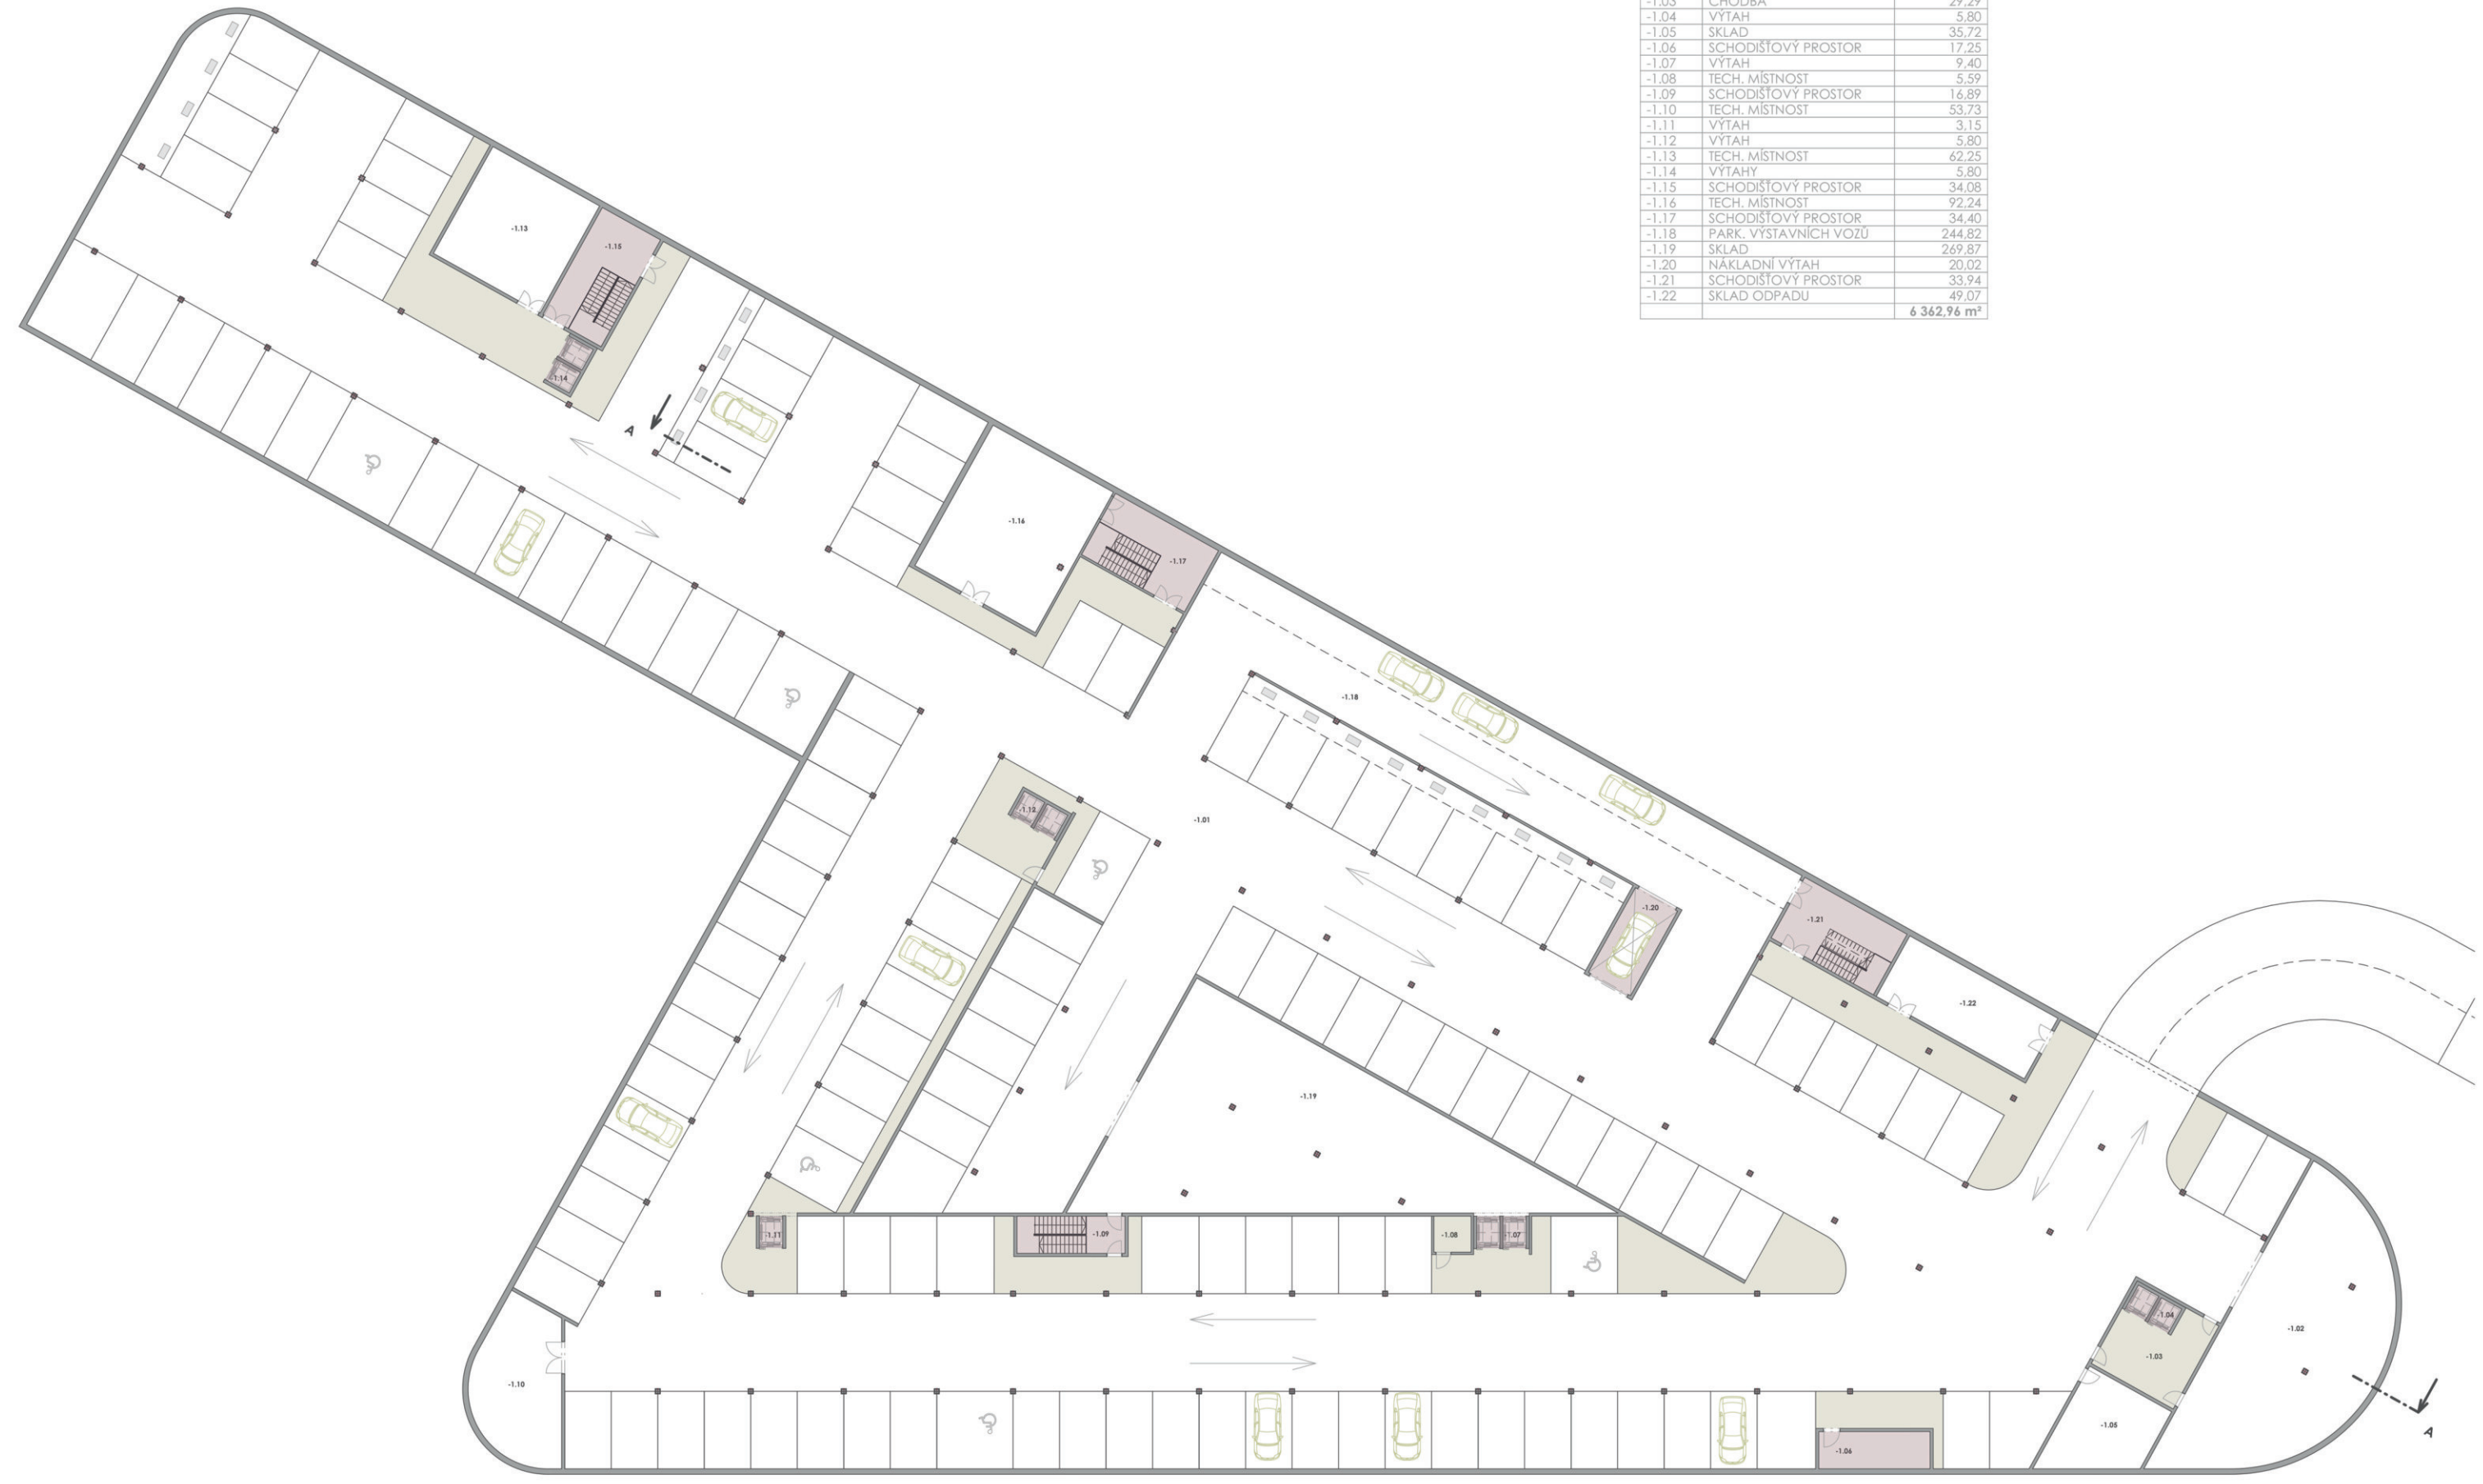 -1.03 CHODBA 29,29
-1.04 VÝTAH 5,80
-1.05 SKLAD 35,72
-1.06 SCHODIŠŤOVÝ PROSTOR 17,25
-1.07 VÝTAH 9,40
-1.08 TECH. MÍSTNOST 5,59
-1.09 SCHODIŠŤOVÝ PROSTOR 16,89
-1.10 TECH. MÍSTNOST 53,73
-1.11 VÝTAH 3,15
-1.12 VÝTAH 5,80
-1.13 TECH. MÍSTNOST 62,25
-1.14 VÝTAHY 5,80
-1.15 SCHODIŠŤOVÝ PROSTOR 34,08
-1.16 TECH. MÍSTNOST 92,24
-1.17 SCHODIŠŤOVÝ PROSTOR 34,40
-1.18 PARK. VÝSTAVNÍCH VOZŮ 244,82
-1.19 SKLAD 269,87
-1.20 NÁKLADNÍ VÝTAH 20,02
-1.21 SCHODIŠŤOVÝ PROSTOR 33,94
-1.22 SKLAD ODPADU 49,07
6 362,96 m²
-1.13
-1.15
-1.14
A
-1.16
-1.17
-1.18
-1.12
-1.01
-1.20
-1.21
-1.22
-1.19
-1.11
-1.09
-1.08
-1.07
-1.04
-1.02
-1.03
-1.10
-1.05
-1.06
A